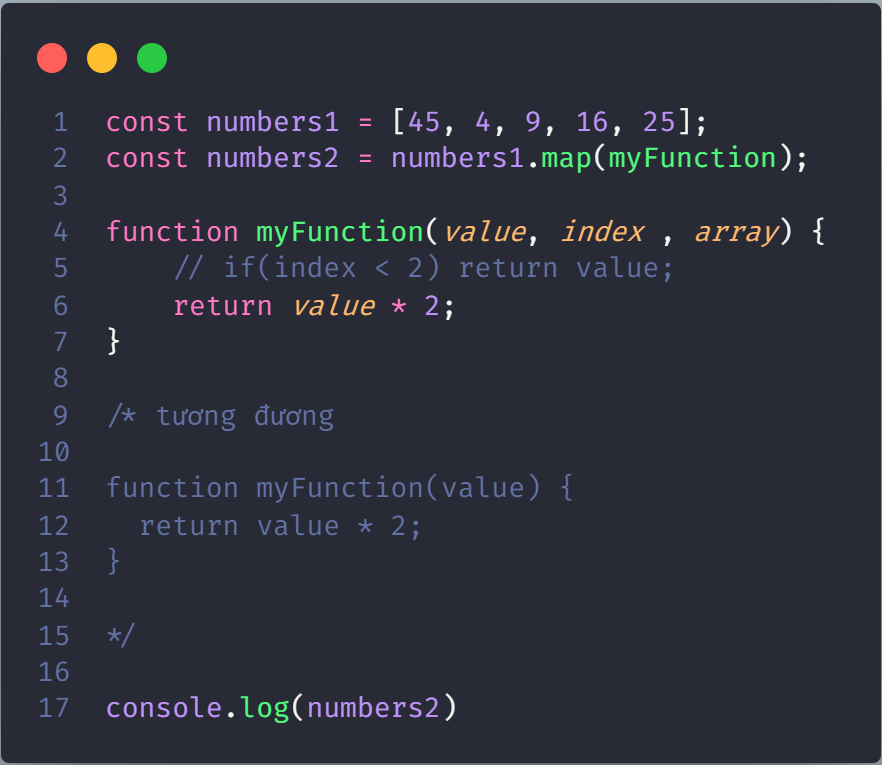 1 const numbers1 = [45, 4, 9, 16, 25];
2 const numbers2 = numbers1.map(myFunction);
3
4 function myFunction(value, index , array) {
5     // if(index < 2) return value;
6     return value * 2;
7 }
8
9 /* tương đương
10
11 function myFunction(value) {
12   return value * 2;
13 }
14
15 */
16
17 console.log(numbers2)